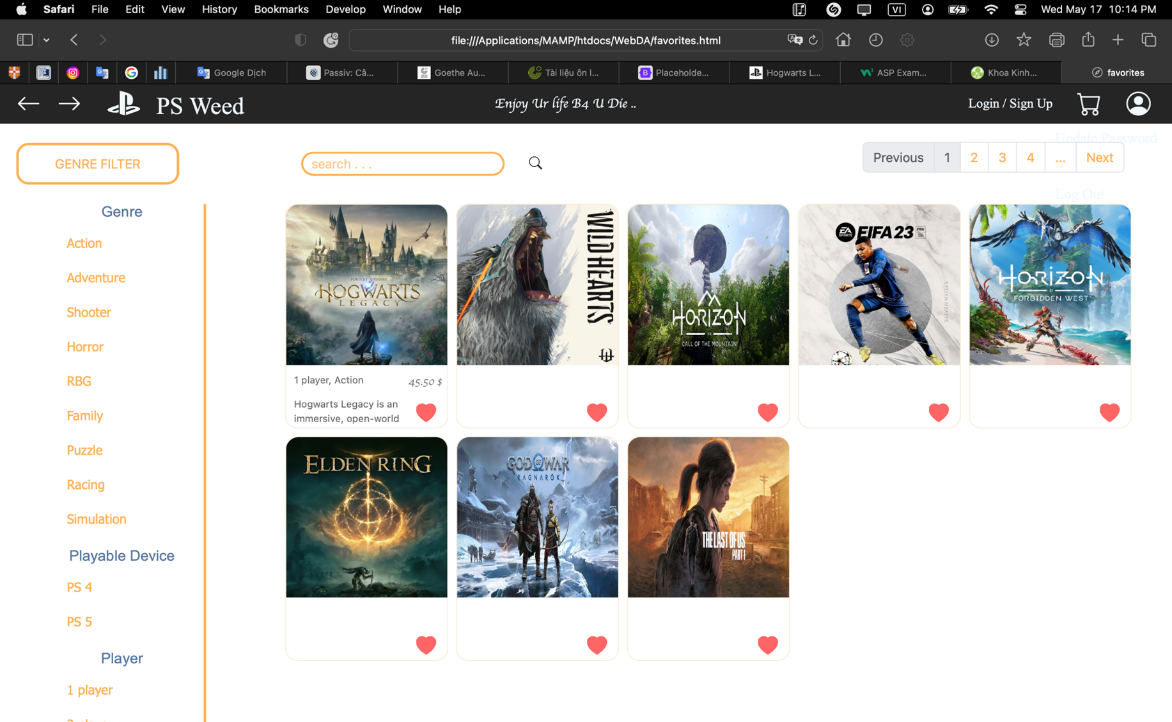 Safari File Edit View History Bookmarks Develop Window Help VI Wed May 17 10:14 PM
file:///Applications/MAMP/htdocs/WebDA/favorites.html
Google Dịch Passiv: Cã... Goethe Au... Tài liệu ôn l... Placeholde... Hogwarts L... ASP Exam... Khoa Kinh... favorites
PS Weed Enjoy Ur life B4 U Die .. Login / Sign Up
Update Password
GENRE FILTER search . . . Previous 1 2 3 4 ... Next
Log Out
Genre
Action
Adventure
Shooter
Horror
RBG
Family
Puzzle
Racing
Simulation
Playable Device
PS 4
PS 5
Player
1 player
HOGWARTS
LEGACY
1 player, Action 45.50 $
Hogwarts Legacy is an
immersive, open-world
WILD HEARTS
HORIZON
CALL OF THE MOUNTAIN
EA SPORTS FIFA 23
HORIZON
FORBIDDEN WEST
ELDEN RING
GOD OF WAR
RAGNARÖK
THE LAST OF US
PART I